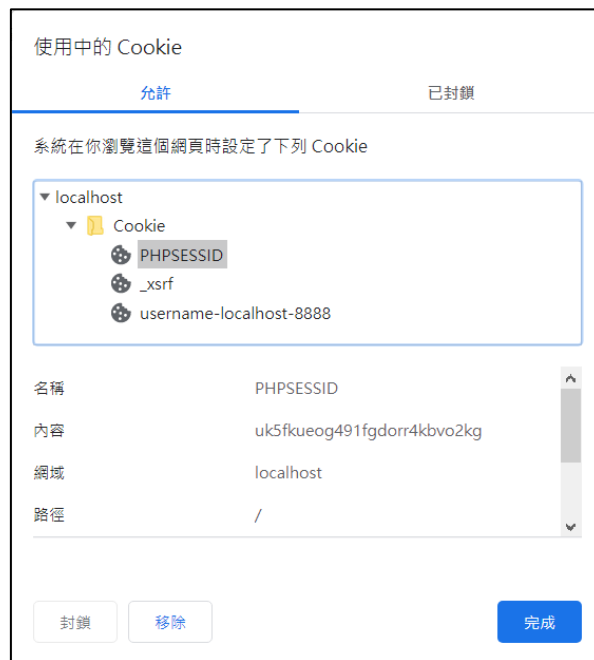 使用中的 Cookie
允許 已封鎖
系統在你瀏覽這個網頁時設定了下列 Cookie
localhost
Cookie
PHPSESSID
_xsrf
username-localhost-8888
名稱 PHPSESSID
內容 uk5fkueog491fgdorr4kbvo2kg
網域 localhost
路徑 /
封鎖 移除 完成